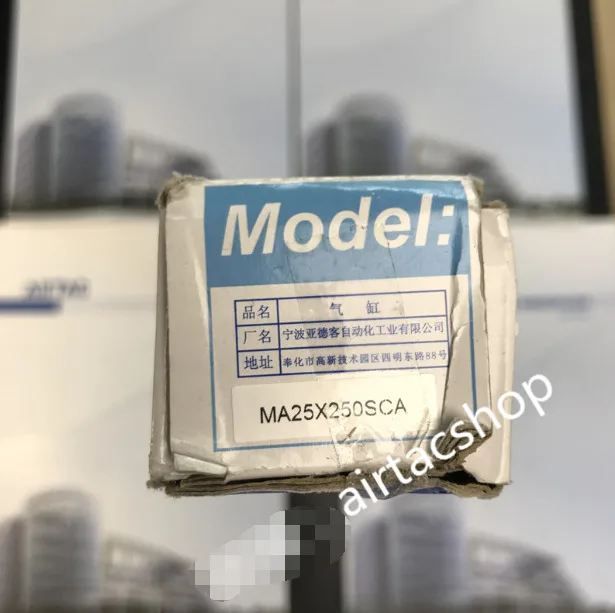 AIRTAC
Model:
品名 气缸
厂名 宁波亚德客自动化工业有限公司
地址 奉化市高新技术园区四明东路88号
MA25X250SCA
airtacshop